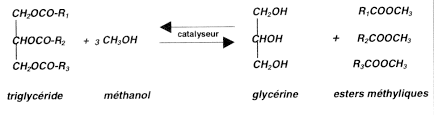 CH₂OCO-R₁ CH₂OH R₁COOCH₃
catalyseur
CHOCO-R₂ + 3 CH₃OH CHOH + R₂COOCH₃
CH₂OCO-R₃ CH₂OH R₃COOCH₃
triglycéride méthanol glycérine esters méthyliques